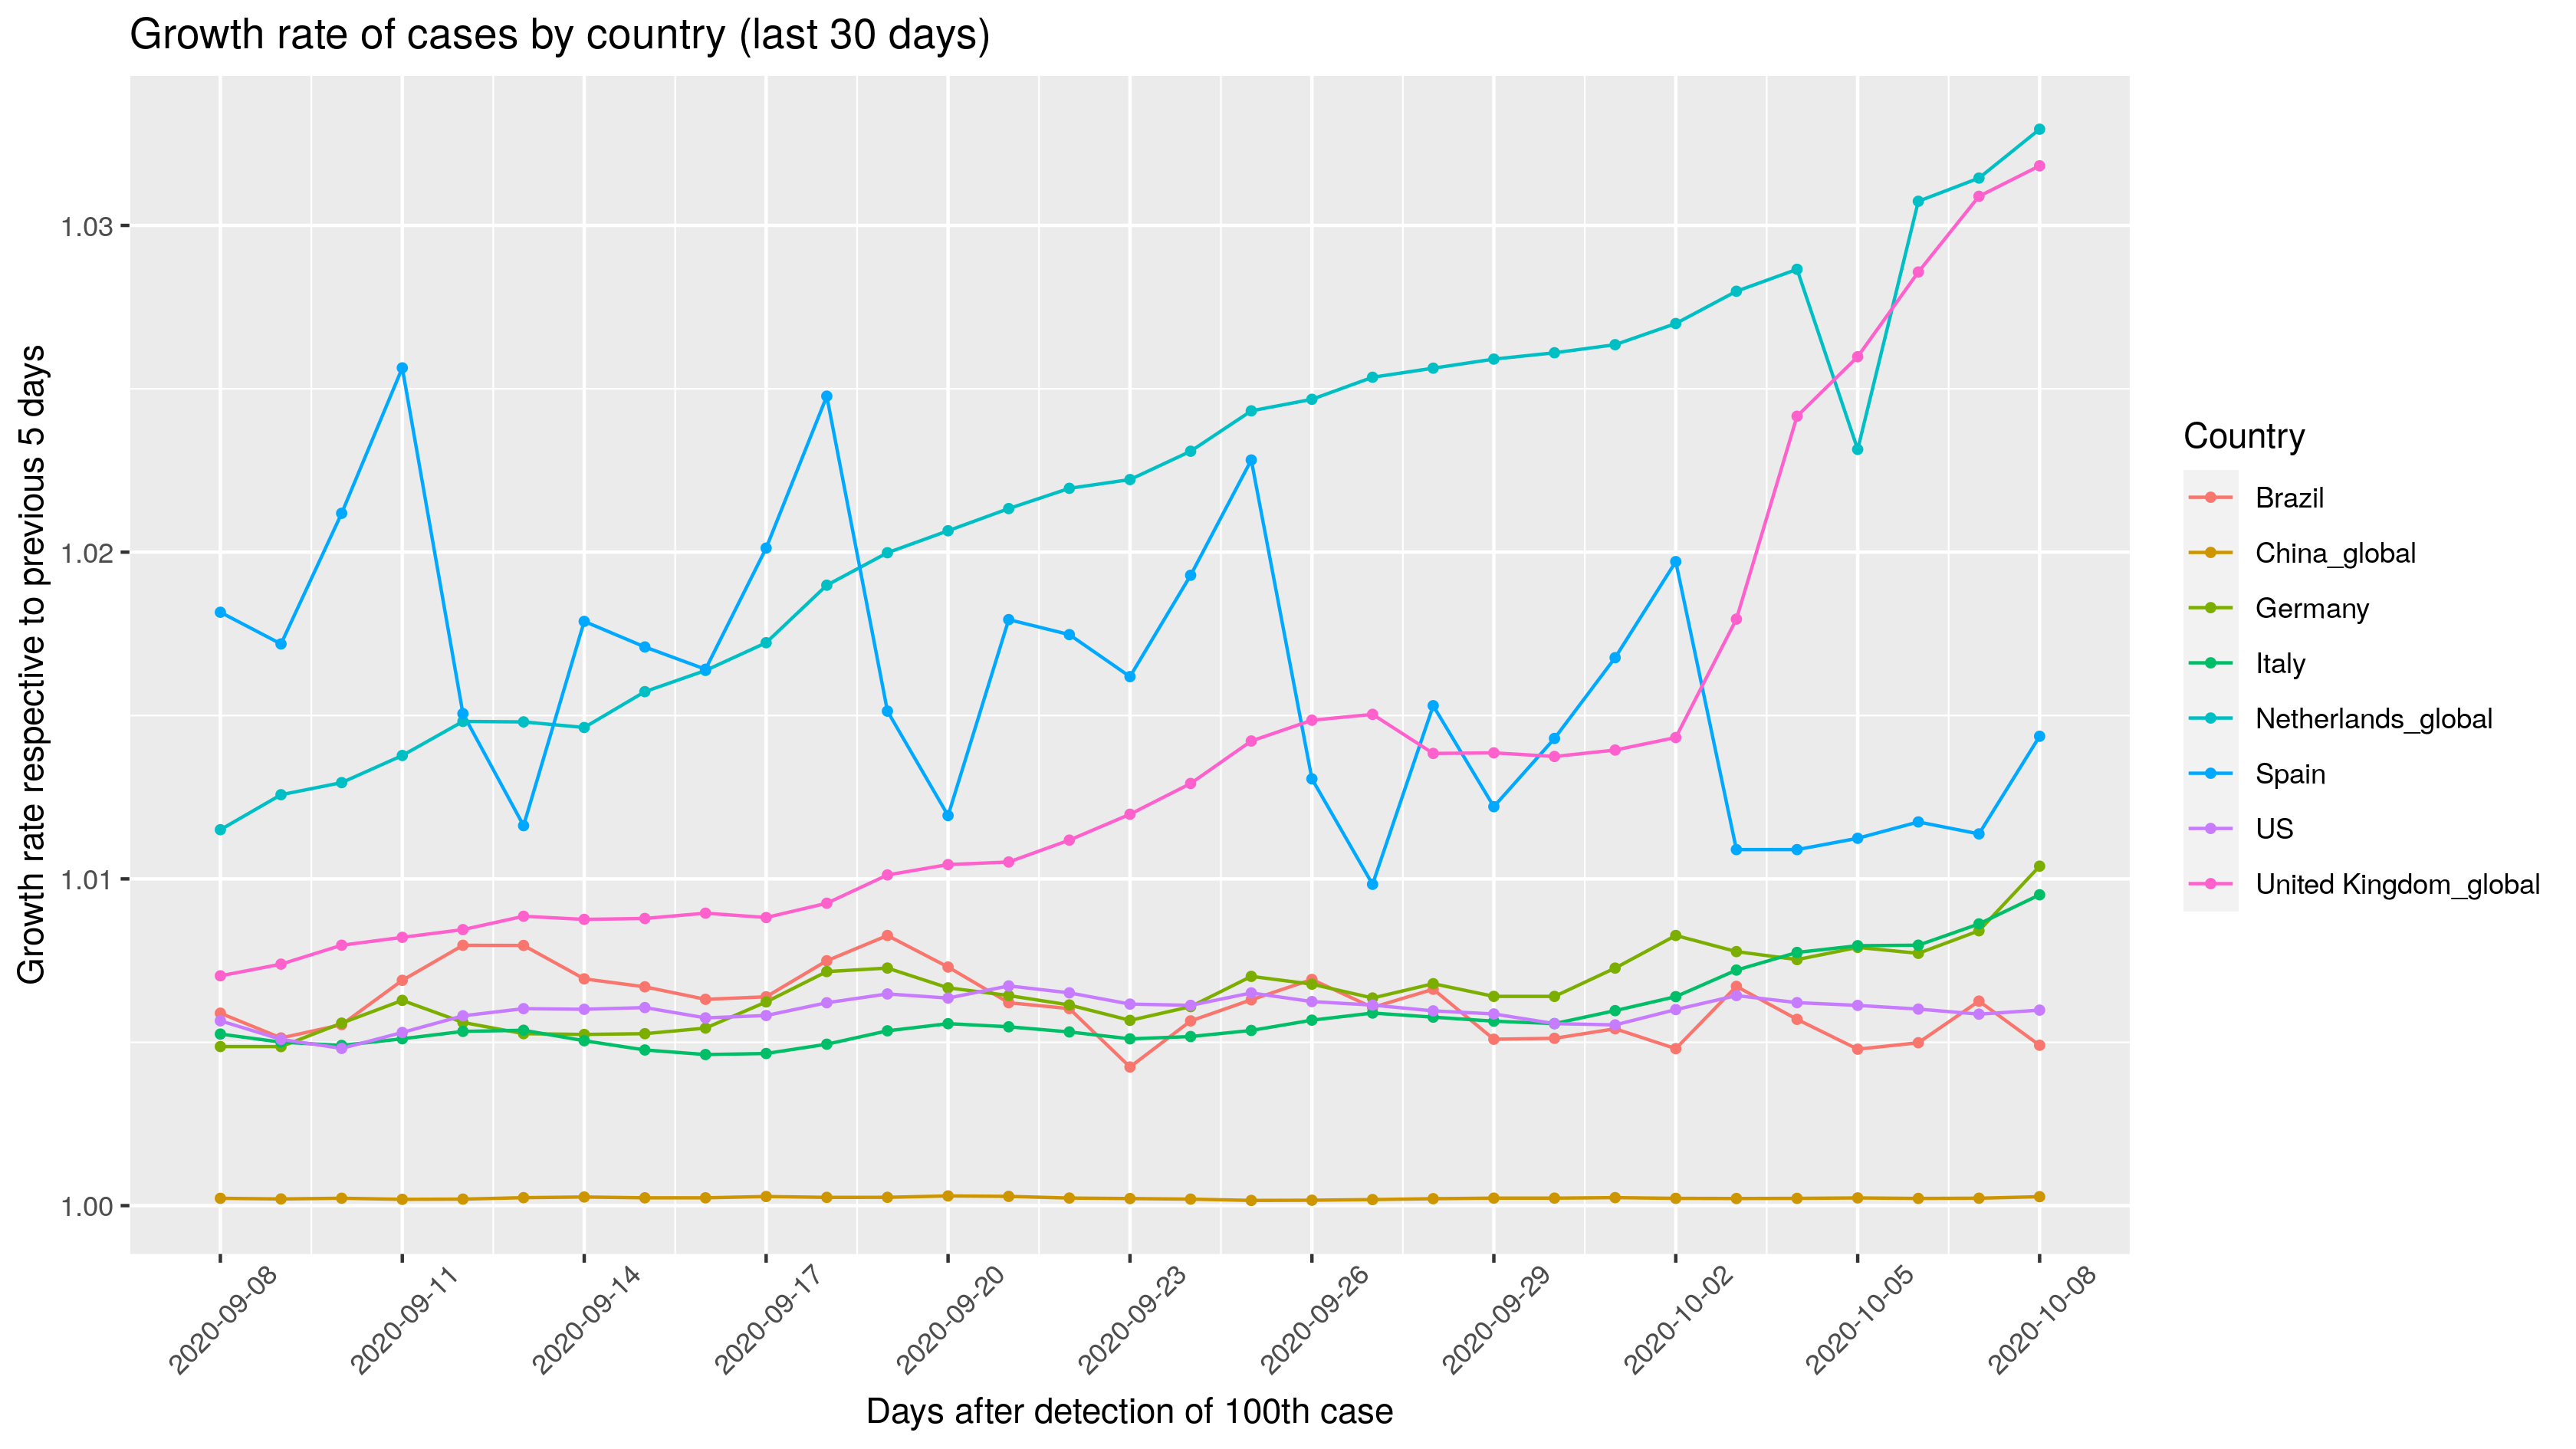 Growth rate of cases by country (last 30 days)
Growth rate respective to previous 5 days
1.03
1.02
1.01
1.00
2020-09-08
2020-09-11
2020-09-14
2020-09-17
2020-09-20
2020-09-23
2020-09-26
2020-09-29
2020-10-02
2020-10-05
2020-10-08
Days after detection of 100th case
Country
Brazil
China_global
Germany
Italy
Netherlands_global
Spain
US
United Kingdom_global